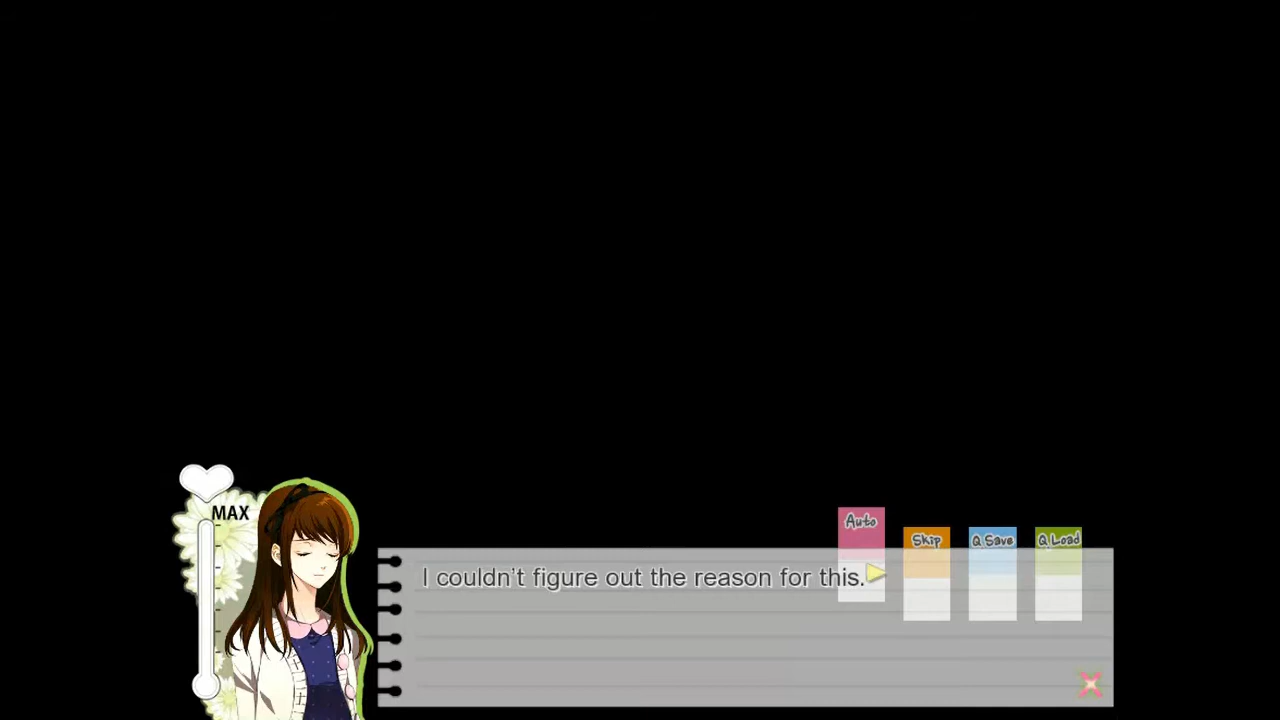 MAX
Auto
Skip
Q Save
Q Load
I couldn't figure out the reason for this.